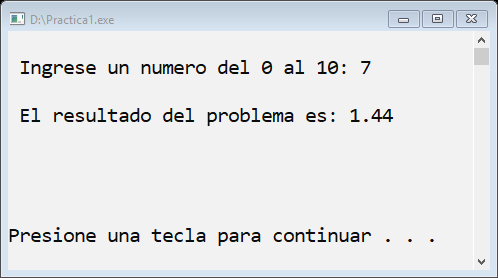 D:\Practica1.exe
Ingrese un numero del 0 al 10: 7
El resultado del problema es: 1.44
Presione una tecla para continuar . . .